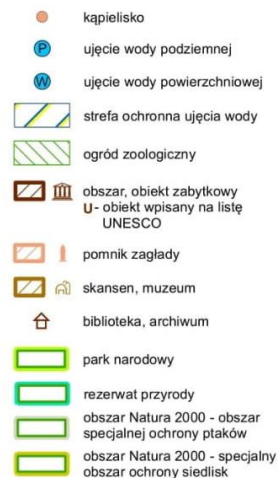 kąpielisko
P ujęcie wody podziemnej
W ujęcie wody powierzchniowej
strefa ochronna ujęcia wody
ogród zoologiczny
obszar, obiekt zabytkowy
U- obiekt wpisany na listę
UNESCO
pomnik zagłady
skansen, muzeum
biblioteka, archiwum
park narodowy
rezerwat przyrody
obszar Natura 2000 - obszar
specjalnej ochrony ptaków
obszar Natura 2000 - specjalny
obszar ochrony siedlisk